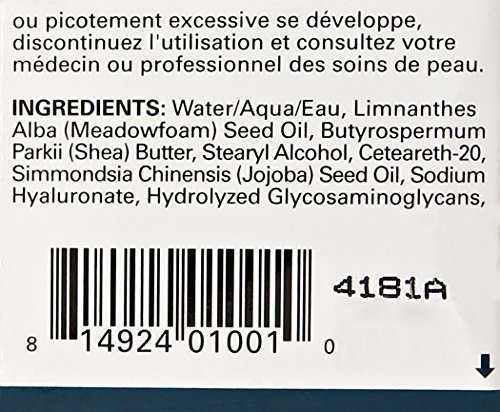 ou picotement excessive se développe,
discontinuez l'utilisation et consultez votre
médecin ou professionnel des soins de peau.
INGREDIENTS: Water/Aqua/Eau, Limnanthes
Alba (Meadowfoam) Seed Oil, Butyrospermum
Parkii (Shea) Butter, Stearyl Alcohol, Ceteareth-20,
Simmondsia Chinensis (Jojoba) Seed Oil, Sodium
Hyaluronate, Hydrolyzed Glycosaminoglycans,
4181A
8 14924 01001 0